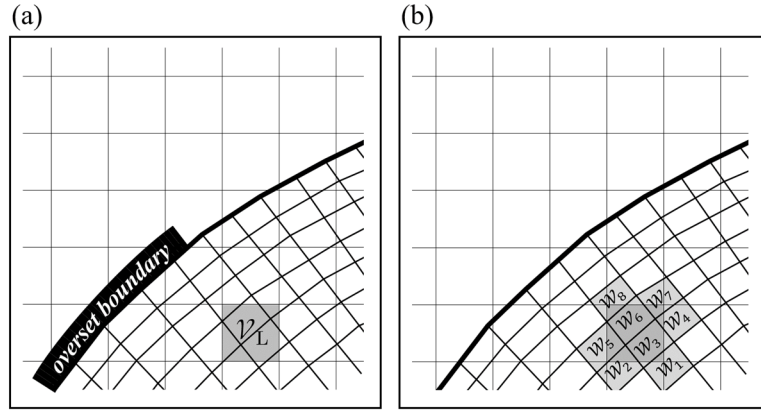 (a)
(b)
overset boundary
𝒱L
𝒲8
𝒲7
𝒲6
𝒲4
𝒲5
𝒲3
𝒲2
𝒲1